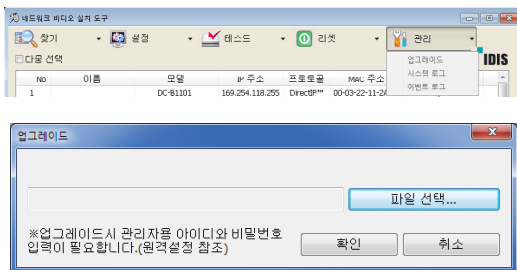 네트워크 비디오 설치 도구
찾기 설정 테스트 리셋 관리
다중 선택
업그레이드
IDIS
시스템 로그
이벤트 로그
No 이름 모델 IP 주소 프로토콜 MAC 주소
1 DC-B1101 169.254.118.255 DirectIP™ 00-03-22-11-2A
업그레이드
파일 선택...
※업그레이드시 관리자용 아이디와 비밀번호
입력이 필요합니다.(원격설정 참조)
확인 취소